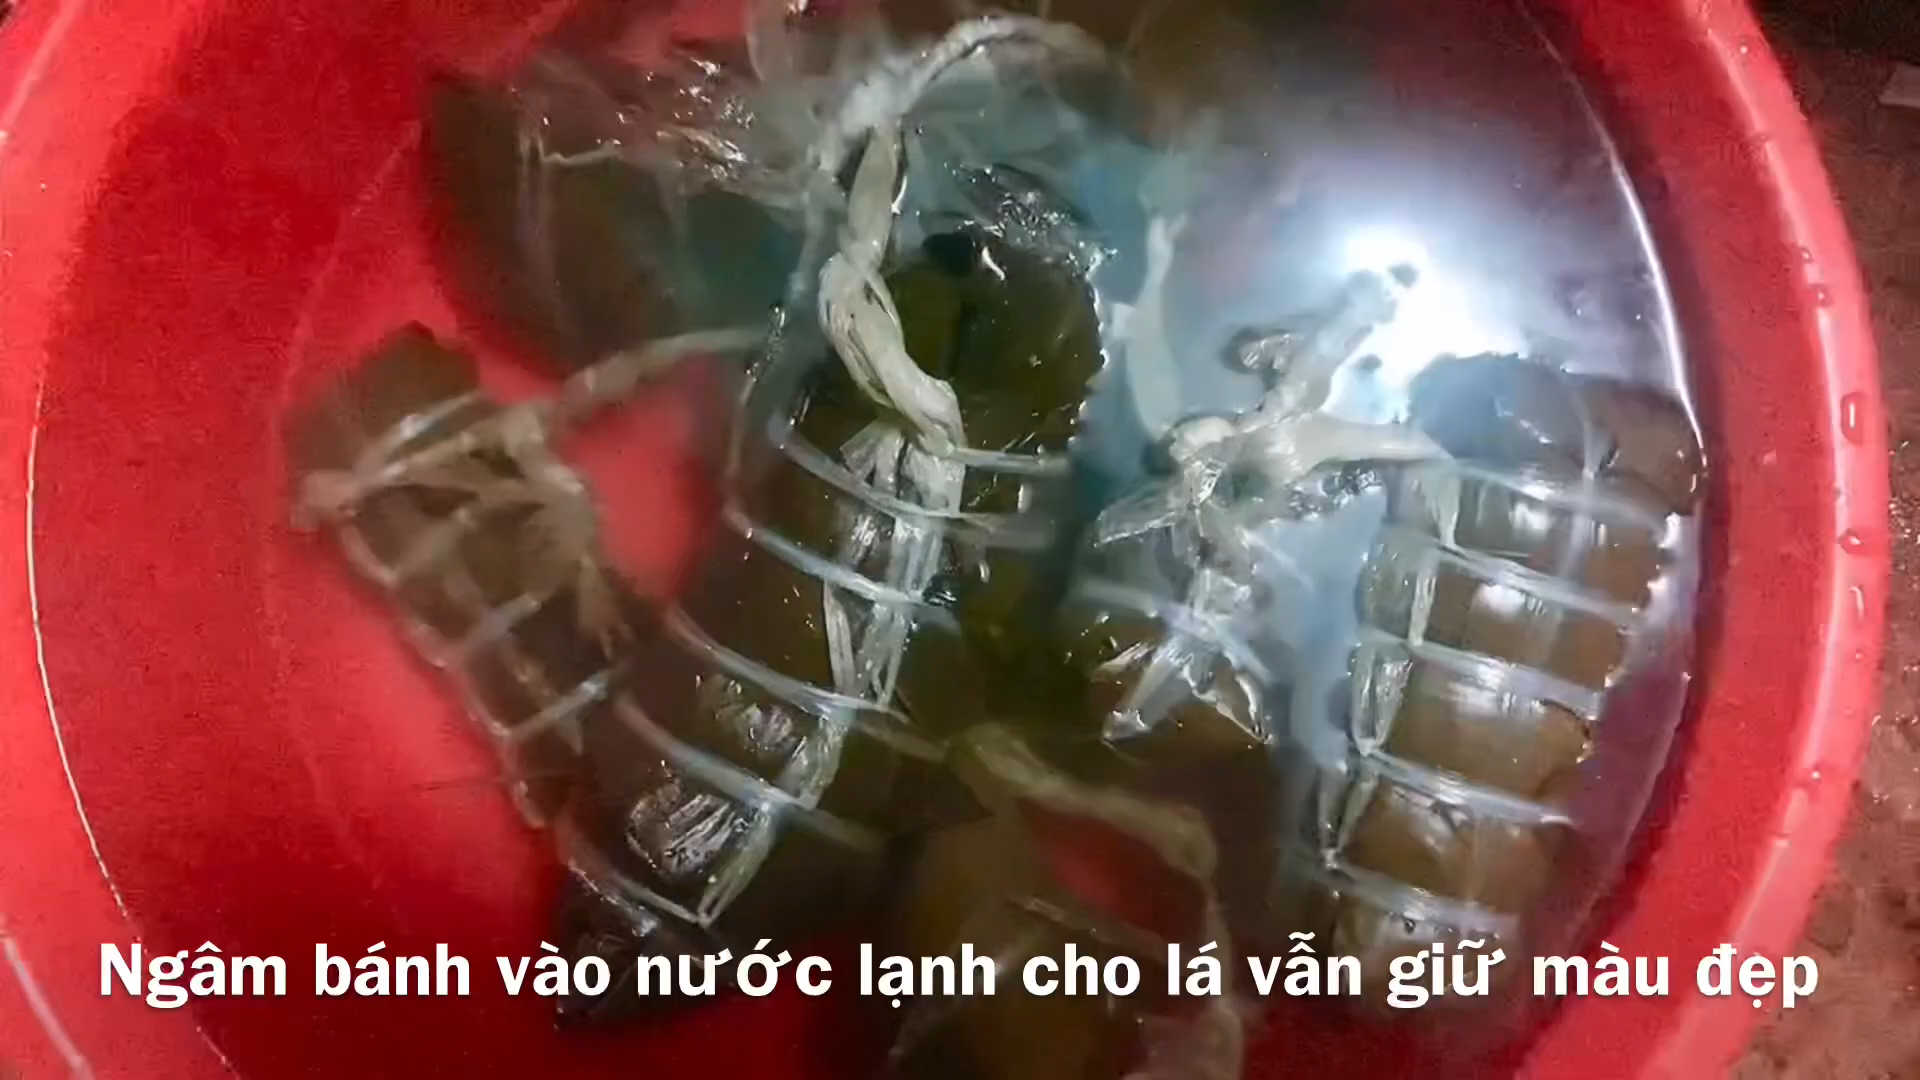 Ngâm bánh vào nước lạnh cho lá vẫn giữ màu đẹp